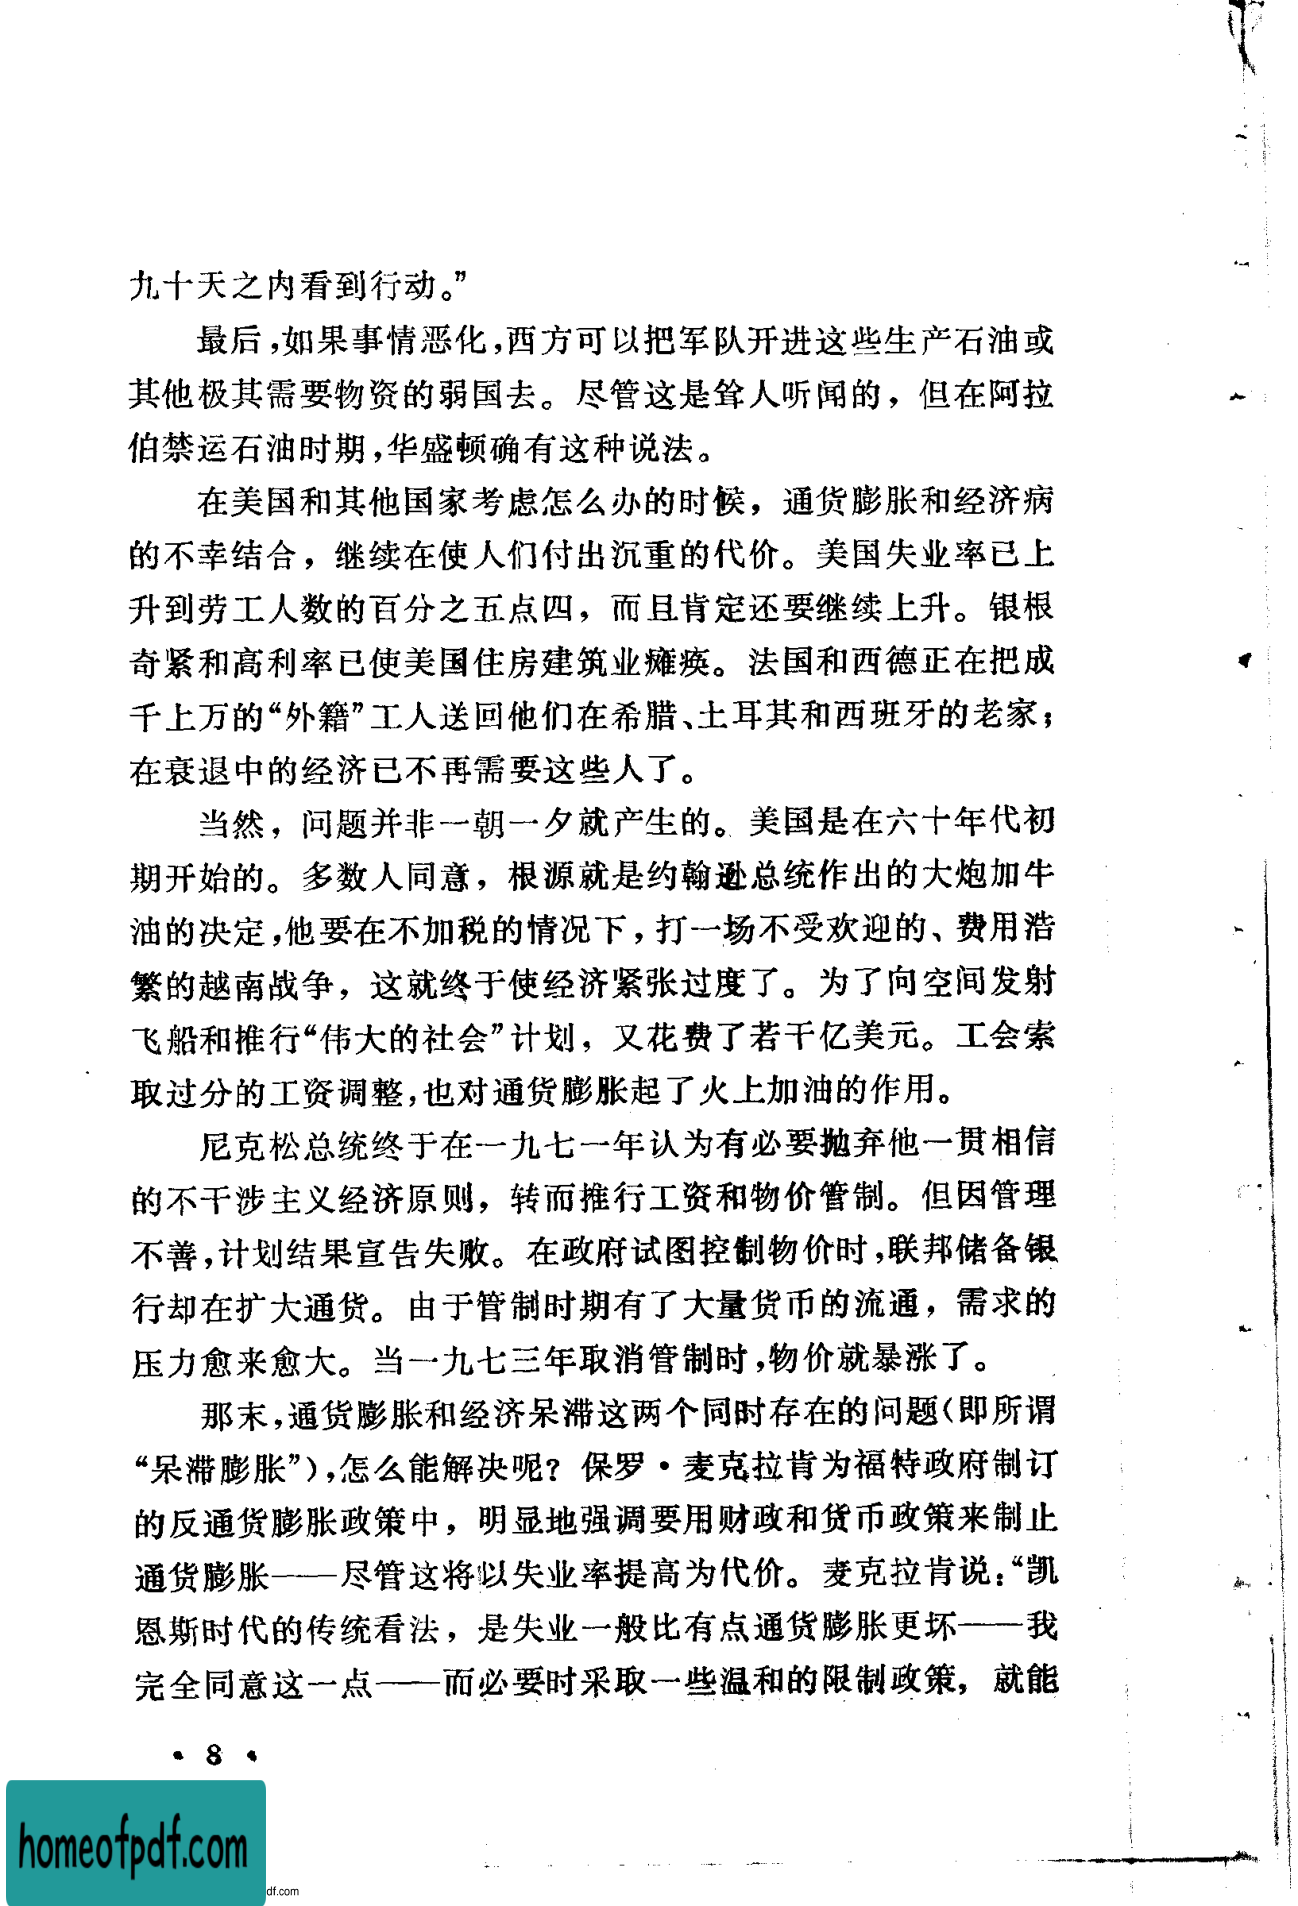 九十天之内看到行动。”
最后，如果事情恶化，西方可以把军队开进这些生产石油或
其他极其需要物资的弱国去。尽管这是耸人听闻的，但在阿拉
伯禁运石油时期，华盛顿确有这种说法。
在美国和其他国家考虑怎么办的时候，通货膨胀和经济病
的不幸结合，继续在使人们付出沉重的代价。美国失业率已上
升到劳工人数的百分之五点四，而且肯定还要继续上升。银根
奇紧和高利率已使美国住房建筑业瘫痪。法国和西德正在把成
千上万的“外籍”工人送回他们在希腊、土耳其和西班牙的老家；
在衰退中的经济已不再需要这些人了。
当然，问题并非一朝一夕就产生的。美国是在六十年代初
期开始的。多数人同意，根源就是约翰逊总统作出的大炮加牛
油的决定，他要在不加税的情况下，打一场不受欢迎的、费用浩
繁的越南战争，这就终于使经济紧张过度了。为了向空间发射
飞船和推行“伟大的社会”计划，又花费了若干亿美元。工会索
取过分的工资调整，也对通货膨胀起了火上加油的作用。
尼克松总统终于在一九七一年认为有必要抛弃他一贯相信
的不干涉主义经济原则，转而推行工资和物价管制。但因管理
不善，计划结果宣告失败。在政府试图控制物价时，联邦储备银
行却在扩大通货。由于管制时期有了大量货币的流通，需求的
压力愈来愈大。当一九七三年取消管制时，物价就暴涨了。
那末，通货膨胀和经济呆滞这两个同时存在的问题（即所谓
“呆滞膨胀”），怎么能解决呢？保罗·麦克拉肯为福特政府制订
的反通货膨胀政策中，明显地强调要用财政和货币政策来制止
通货膨胀——尽管这将以失业率提高为代价。麦克拉肯说：“凯
恩斯时代的传统看法，是失业一般比有点通货膨胀更坏——我
完全同意这一点——而必要时采取一些温和的限制政策，就能
• 8 •
homeofpdf.com
df.com